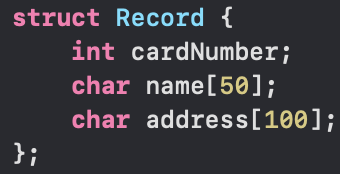 struct Record {
    int cardNumber;
    char name[50];
    char address[100];
};